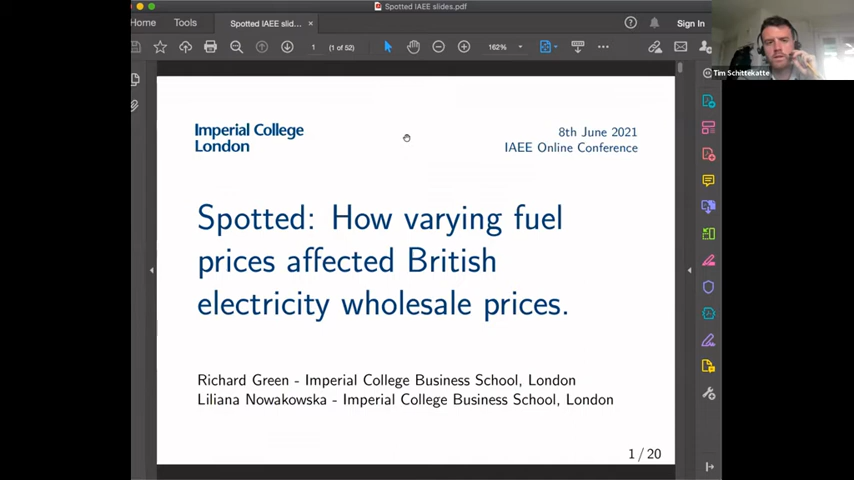 Spotted IAEE slides.pdf
Home
Tools
Spotted IAEE slid...
×
?
Sign In
1
(1 of 52)
162%
Tim Schittekatte
Imperial College
London
8th June 2021
IAEE Online Conference
Spotted: How varying fuel
prices affected British
electricity wholesale prices.
Richard Green - Imperial College Business School, London
Liliana Nowakowska - Imperial College Business School, London
1 / 20